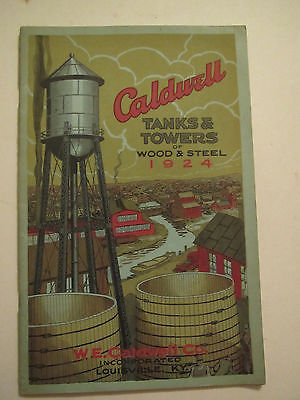 Caldwell
TANKS &
TOWERS
OF
WOOD & STEEL
1924
W.E. Caldwell Co.
INCORPORATED
LOUISVILLE, KY.